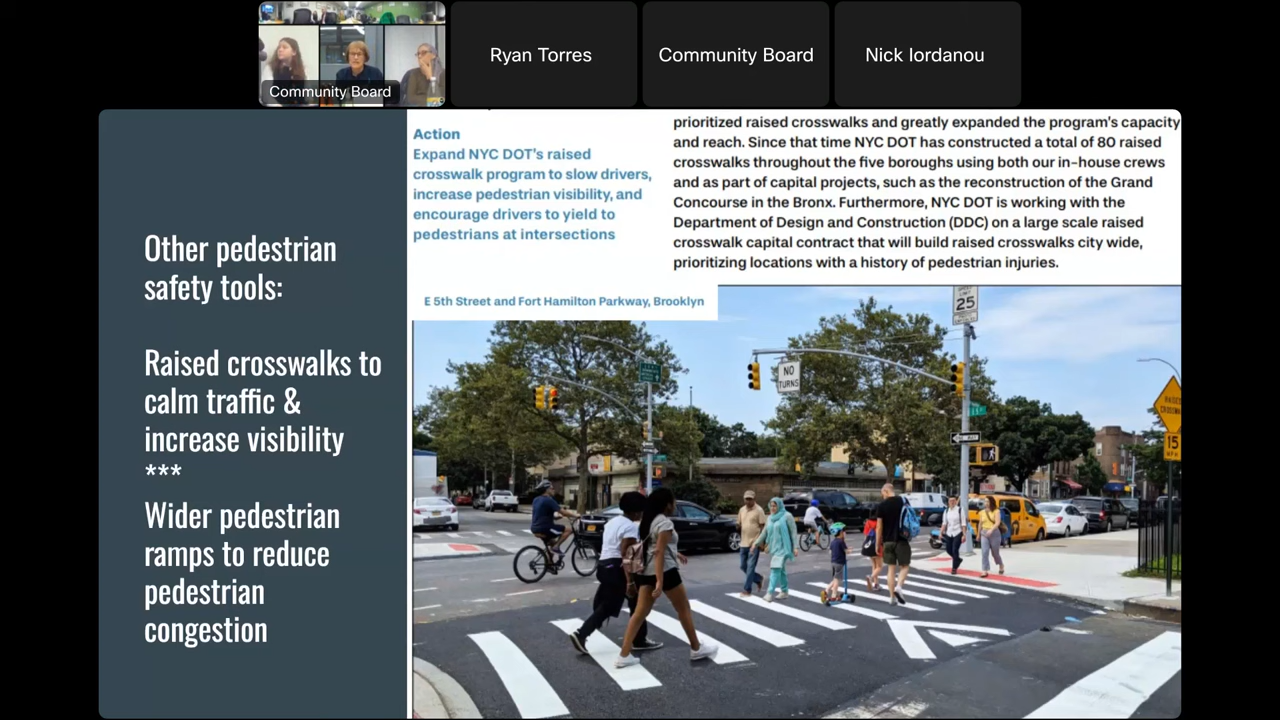 Community Board
Ryan Torres
Community Board
Nick Iordanou
Other pedestrian
safety tools:
Raised crosswalks to
calm traffic &
increase visibility
***
Wider pedestrian
ramps to reduce
pedestrian
congestion
Action
Expand NYC DOT's raised
crosswalk program to slow drivers,
increase pedestrian visibility, and
encourage drivers to yield to
pedestrians at intersections
prioritized raised crosswalks and greatly expanded the program's capacity
and reach. Since that time NYC DOT has constructed a total of 80 raised
crosswalks throughout the five boroughs using both our in-house crews
and as part of capital projects, such as the reconstruction of the Grand
Concourse in the Bronx. Furthermore, NYC DOT is working with the
Department of Design and Construction (DDC) on a large scale raised
crosswalk capital contract that will build raised crosswalks city wide,
prioritizing locations with a history of pedestrian injuries.
E 5th Street and Fort Hamilton Parkway, Brooklyn
LIMIT
25
NO
TURNS
ONE WAY
15